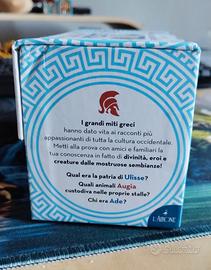 I grandi miti greci
hanno dato vita ai racconti più
appassionanti di tutta la cultura occidentale.
Metti alla prova con amici e familiari la
tua conoscenza in fatto di divinità, eroi e
creature dalle mostruose sembianze!
Qual era la patria di Ulisse?
Quali animali Augia
custodiva nelle proprie stalle?
Chi era Ade?
L'AIRONE